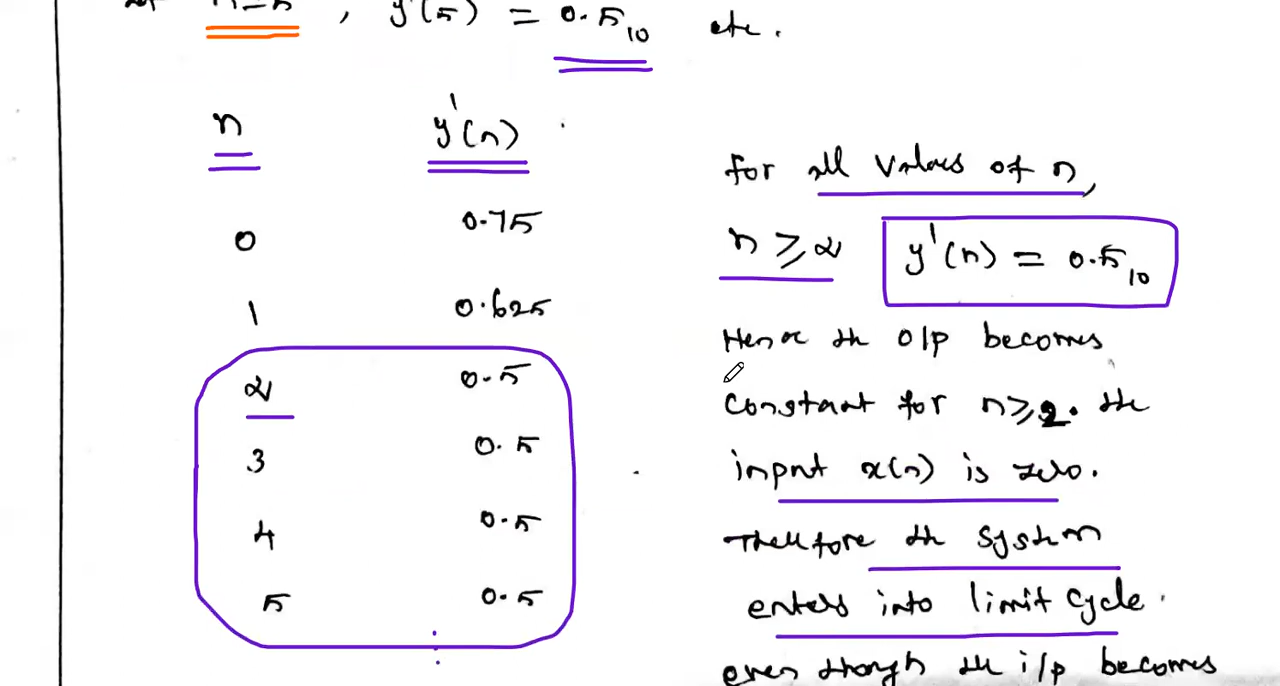 n=5, y'(5) = 0.5₁₀ etc.
n y'(n)
0 0.75
1 0.625
2 0.5
3 0.5
4 0.5
5 0.5
for all values of n,
n ≥ 2 y'(n) = 0.5₁₀
Hence the o/p becomes
constant for n≥2. the
input x(n) is zero.
Therefore the system
enters into limit cycle.
even though the i/p becomes